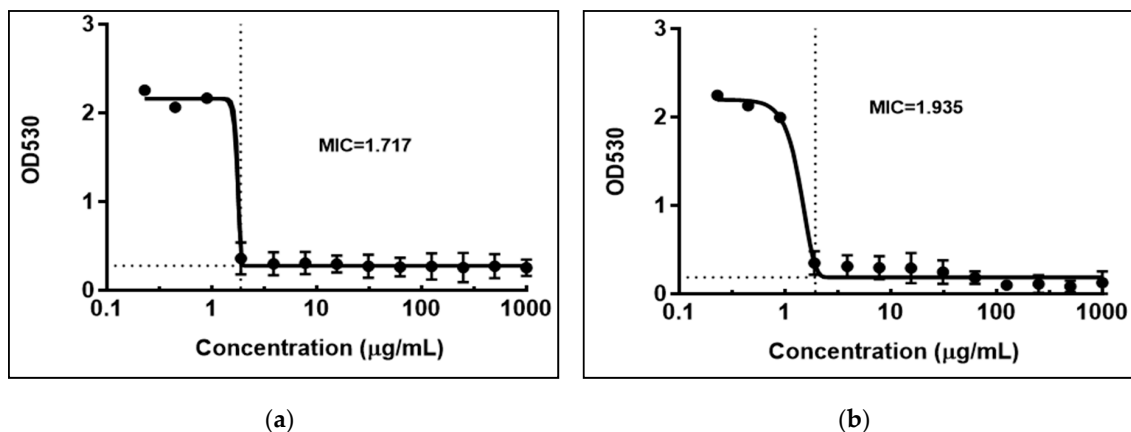 3
2
1
0
OD530
MIC=1.717
0.1 1 10 100 1000
Concentration (μg/mL)
(a)
3
2
1
0
OD530
MIC=1.935
0.1 1 10 100 1000
Concentration (μg/mL)
(b)